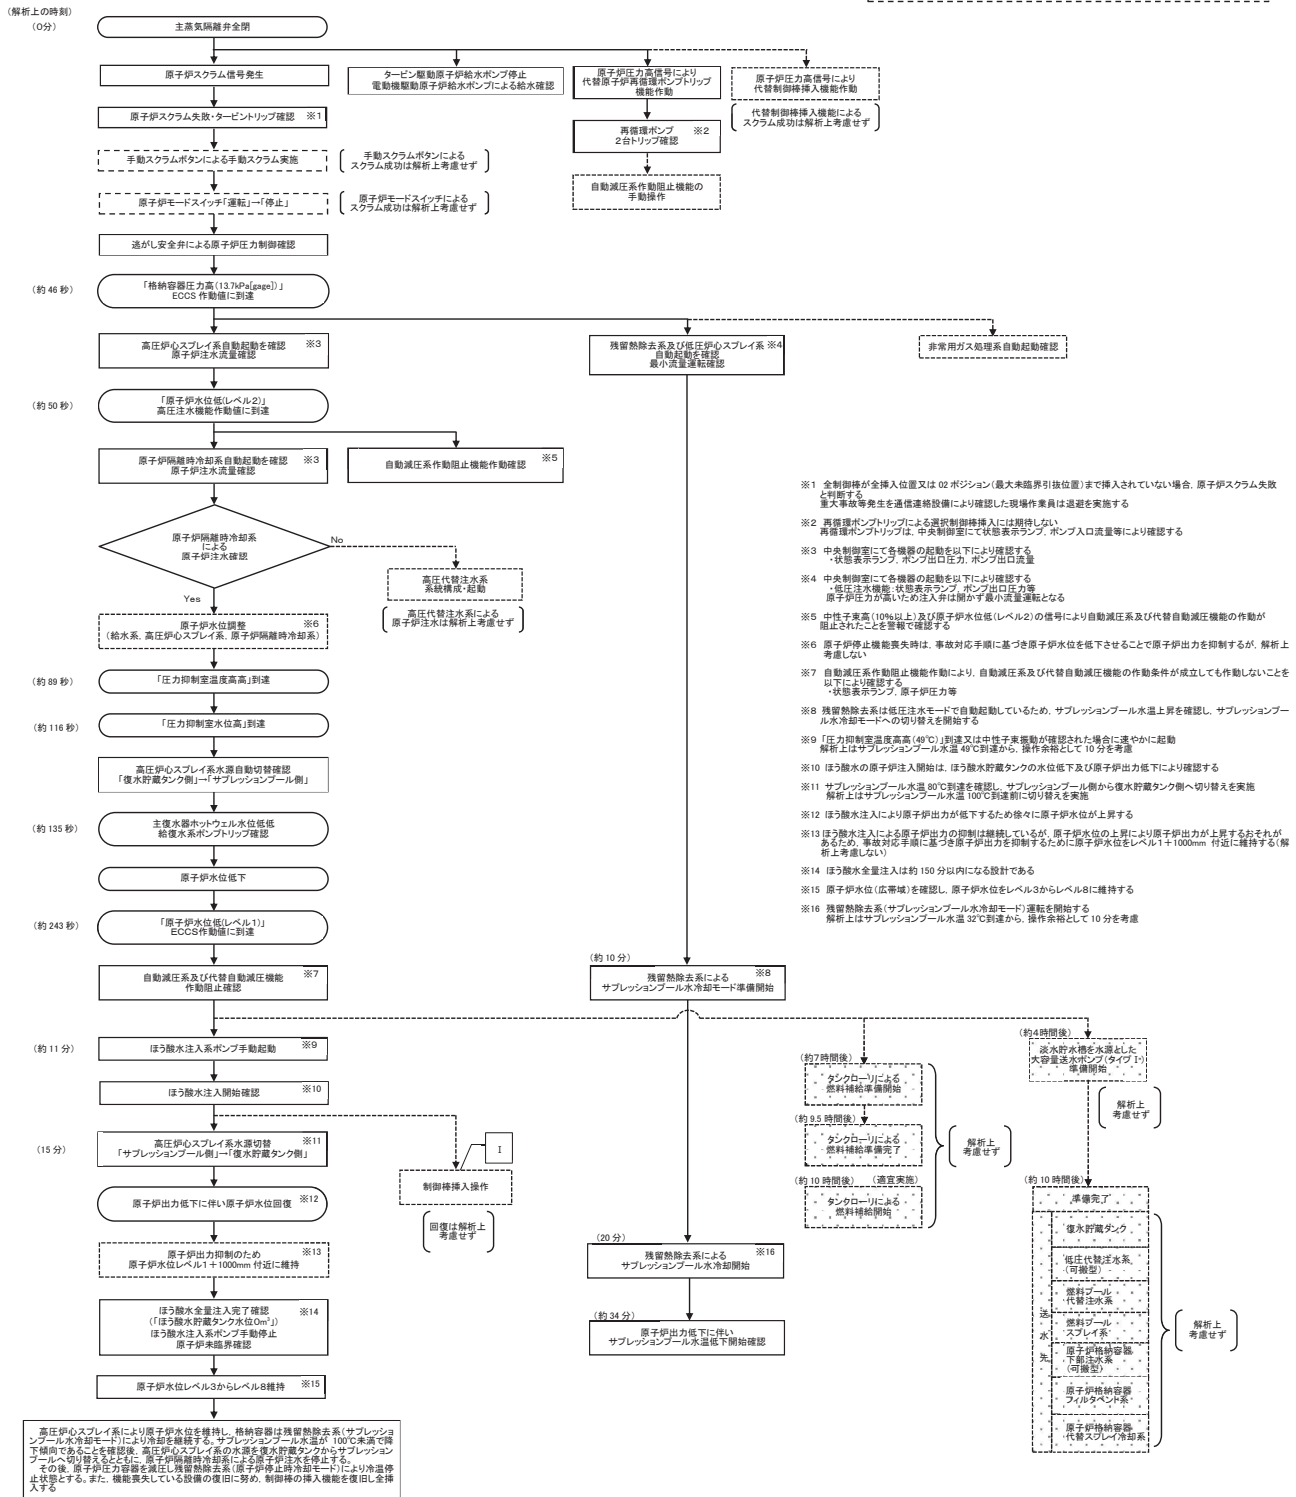 (解析上の時刻)
(0分)
主蒸気隔離弁全閉
原子炉スクラム信号発生
タービン駆動原子炉給水ポンプ停止
電動機駆動原子炉給水ポンプによる給水確認
原子炉圧力高信号により
代替原子炉再循環ポンプトリップ
機能作動
原子炉圧力高信号により
代替制御棒挿入機能作動
代替制御棒挿入機能による
スクラム成功は解析上考慮せず
原子炉スクラム失敗・タービントリップ確認 ※1
再循環ポンプ ※2
2台トリップ確認
手動スクラムボタンによる手動スクラム実施
手動スクラムボタンによる
スクラム成功は解析上考慮せず
自動減圧系作動阻止機能の
手動操作
原子炉モードスイッチ「運転」→「停止」
原子炉モードスイッチによる
スクラム成功は解析上考慮せず
逃がし安全弁による原子炉圧力制御確認
(約 46 秒)
「格納容器圧力高(13.7kPa[gage])」
ECCS 作動値に到達
高圧炉心スプレイ系自動起動を確認 ※3
原子炉注水流量確認
残留熱除去系及び低圧炉心スプレイ系 ※4
自動起動を確認
最小流量運転確認
非常用ガス処理系自動起動確認
(約 50 秒)
「原子炉水位低(レベル2)」
高圧注水機能作動値に到達
原子炉隔離時冷却系自動起動を確認 ※3
原子炉注水流量確認
自動減圧系作動阻止機能作動確認 ※5
原子炉隔離時冷却系
による
原子炉注水確認
No
Yes
高圧代替注水系
系統構成・起動
高圧代替注水系による
原子炉注水は解析上考慮せず
原子炉水位調整 ※6
(給水系, 高圧炉心スプレイ系, 原子炉隔離時冷却系)
(約 89 秒)
「圧力抑制室温度高高」到達
(約 116 秒)
「圧力抑制室水位高」到達
高圧炉心スプレイ系水源自動切替確認
「復水貯蔵タンク側」→「サプレッションプール側」
(約 135 秒)
主復水器ホットウェル水位低低
給復水系ポンプトリップ確認
原子炉水位低下
(約 243 秒)
「原子炉水位低(レベル1)」
ECCS作動値に到達
自動減圧系及び代替自動減圧機能 ※7
作動阻止確認
(約 10 分)
残留熱除去系による ※8
サプレッションプール水冷却モード準備開始
※1 全制御棒が全挿入位置又は 02 ポジション(最大未臨界引抜位置)まで挿入されていない場合, 原子炉スクラム失敗
と判断する
重大事故等発生を通信連絡設備により確認した現場作業員は退避を実施する
※2 再循環ポンプトリップによる選択制御棒挿入には期待しない
再循環ポンプトリップは, 中央制御室にて状態表示ランプ, ポンプ入口流量等により確認する
※3 中央制御室にて各機器の起動を以下により確認する
・状態表示ランプ, ポンプ出口圧力, ポンプ出口流量
※4 中央制御室にて各機器の起動を以下により確認する
・低圧注水機能:状態表示ランプ, ポンプ出口圧力等
原子炉圧力が高いため注入弁は開かず最小流量運転となる
※5 中性子束高(10%以上)及び原子炉水位低(レベル2)の信号により自動減圧系及び代替自動減圧機能の作動が
阻止されたことを警報で確認する
※6 原子炉停止機能喪失時は, 事故対応手順に基づき原子炉水位を低下させることで原子炉出力を抑制するが, 解析上
考慮しない
※7 自動減圧系作動阻止機能作動により, 自動減圧系及び代替自動減圧機能の作動条件が成立しても作動しないことを
以下により確認する
・状態表示ランプ, 原子炉圧力等
※8 残留熱除去系は低圧注水モードで自動起動しているため, サプレッションプール水温上昇を確認し, サプレッションプー
ル水冷却モードへの切り替えを開始する
※9 「圧力抑制室温度高高(49℃)」到達又は中性子束振動が確認された場合に速やかに起動
解析上はサプレッションプール水温 49℃到達から, 操作余裕として 10 分を考慮
※10 ほう酸水の原子炉注入開始は, ほう酸水貯蔵タンクの水位低下及び原子炉出力低下により確認する
※11 サプレッションプール水温 80℃到達を確認し, サプレッションプール側から復水貯蔵タンク側へ切り替えを実施
解析上はサプレッションプール水温 100℃到達前に切り替えを実施
※12 ほう酸水注入により原子炉出力が低下するため徐々に原子炉水位が上昇する
※13 ほう酸水注入による原子炉出力の抑制は継続しているが, 原子炉水位の上昇により原子炉出力が上昇するおそれが
あるため, 事故対応手順に基づき原子炉出力を抑制するために原子炉水位をレベル1+1000mm 付近に維持する(解
析上考慮しない)
※14 ほう酸水全量注入は約 150 分以内になる設計である
※15 原子炉水位(広帯域)を確認し, 原子炉水位をレベル3からレベル8に維持する
※16 残留熱除去系(サプレッションプール水冷却モード)運転を開始する
解析上はサプレッションプール水温 32℃到達から, 操作余裕として 10 分を考慮
(約 11 分)
ほう酸水注入系ポンプ手動起動 ※9
ほう酸水注入開始確認 ※10
(15 分)
高圧炉心スプレイ系水源切替 ※11
「サプレッションプール側」→「復水貯蔵タンク側」
I
制御棒挿入操作
回復は解析上
考慮せず
原子炉出力低下に伴い原子炉水位回復 ※12
原子炉出力抑制のため ※13
原子炉水位レベル1+1000mm 付近に維持
ほう酸水全量注入完了確認 ※14
(「ほう酸水貯蔵タンク水位0m³」)
ほう酸水注入系ポンプ手動停止
原子炉未臨界確認
原子炉水位レベル3からレベル8維持 ※15
(20 分)
残留熱除去系による ※16
サプレッションプール水冷却開始
(約 34 分)
原子炉出力低下に伴い
サプレッションプール水温低下開始確認
(約7時間後)
タンクローリによる
燃料補給準備開始
(約 9.5 時間後)
タンクローリによる
燃料補給準備完了
(約 10 時間後) (適宜実施)
タンクローリによる
燃料補給開始
解析上
考慮せず
(約4時間後)
淡水貯水槽を水源とした
大容量送水ポンプ(タイプⅠ)
準備開始
解析上
考慮せず
(約 10 時間後)
準備完了
送水先
復水貯蔵タンク
低圧代替注水系
(可搬型)
燃料プール
代替注水系
燃料プール
スプレイ系
原子炉格納容器
下部注水系
(可搬型)
原子炉格納容器
フィルタベント系
原子炉格納容器
代替スプレイ冷却系
解析上
考慮せず
高圧炉心スプレイ系により原子炉水位を維持し, 格納容器は残留熱除去系(サプレッショ
ンプール水冷却モード)により冷却を継続する。サプレッションプール水温が 100℃未満で降
下傾向であることを確認後, 高圧炉心スプレイ系の水源を復水貯蔵タンクからサプレッション
プールへ切り替えるとともに, 原子炉隔離時冷却系による原子炉注水を停止する。
その後, 原子炉圧力容器を減圧し残留熱除去系(原子炉停止時冷却モード)により冷温停
止状態とする。また, 機能喪失している設備の復旧に努め, 制御棒の挿入機能を復旧し全挿
入する